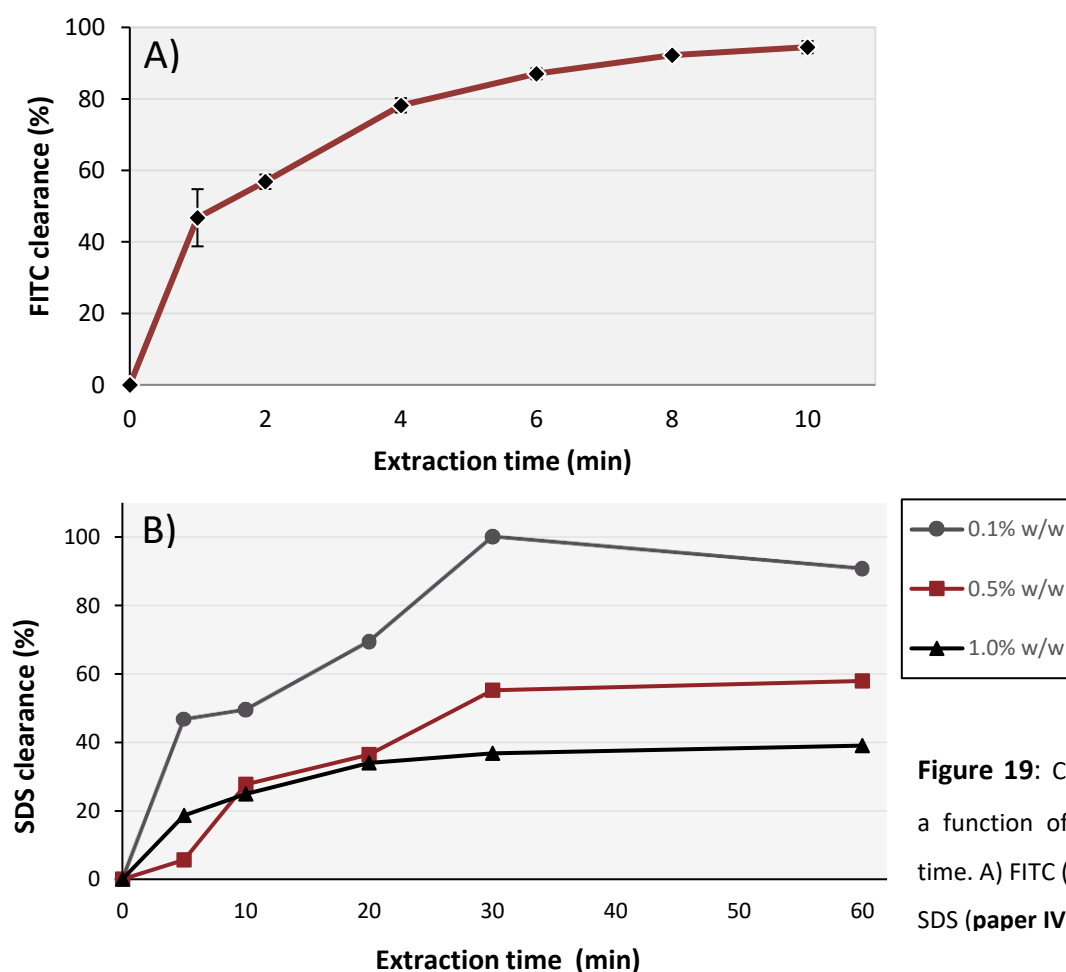 A)
FITC clearance (%)
100
80
60
40
20
0
0 2 4 6 8 10
Extraction time (min)
B)
SDS clearance (%)
100
80
60
40
20
0
0 10 20 30 40 50 60
Extraction time (min)
0.1% w/w
0.5% w/w
1.0% w/w
Figure 19: C
a function of
time. A) FITC (
SDS (paper IV